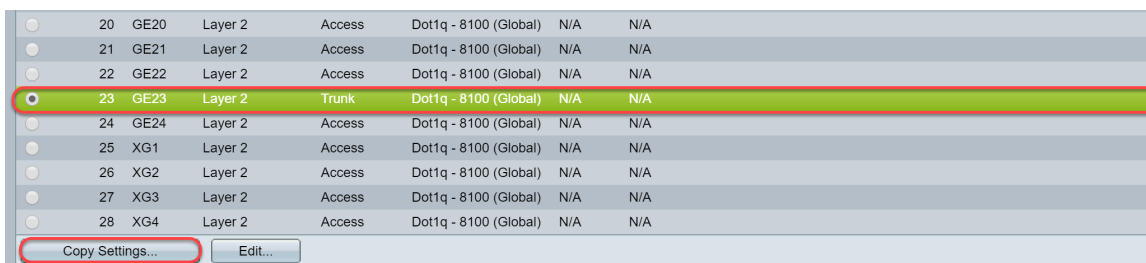 20 GE20 Layer 2 Access Dot1q - 8100 (Global) N/A N/A
21 GE21 Layer 2 Access Dot1q - 8100 (Global) N/A N/A
22 GE22 Layer 2 Access Dot1q - 8100 (Global) N/A N/A
23 GE23 Layer 2 Trunk Dot1q - 8100 (Global) N/A N/A
24 GE24 Layer 2 Access Dot1q - 8100 (Global) N/A N/A
25 XG1 Layer 2 Access Dot1q - 8100 (Global) N/A N/A
26 XG2 Layer 2 Access Dot1q - 8100 (Global) N/A N/A
27 XG3 Layer 2 Access Dot1q - 8100 (Global) N/A N/A
28 XG4 Layer 2 Access Dot1q - 8100 (Global) N/A N/A
Copy Settings... Edit...